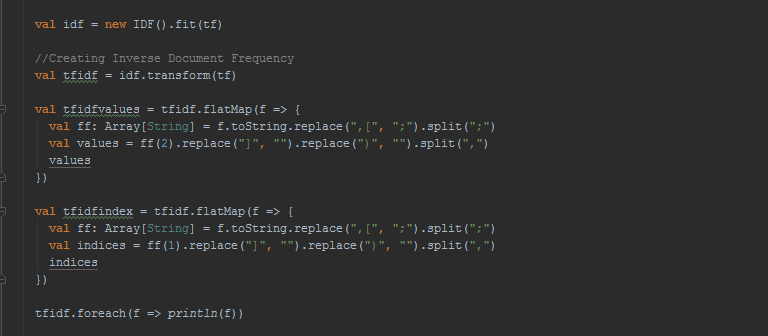 val idf = new IDF().fit(tf)
//Creating Inverse Document Frequency
val tfidf = idf.transform(tf)
val tfidfvalues = tfidf.flatMap(f => {
val ff: Array[String] = f.toString.replace(",[", ";").split(";")
val values = ff(2).replace("]", "").replace(")", "").split(",")
values
})
val tfidfindex = tfidf.flatMap(f => {
val ff: Array[String] = f.toString.replace(",[", ";").split(";")
val indices = ff(1).replace("]", "").replace(")", "").split(",")
indices
})
tfidf.foreach(f => println(f))